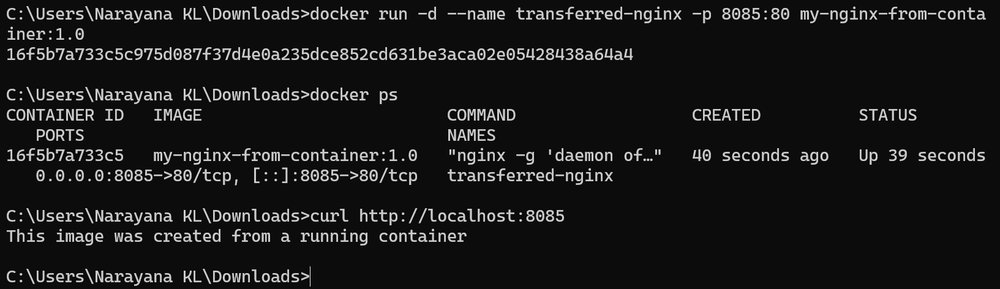 C:\Users\Narayana KL\Downloads>docker run -d --name transferred-nginx -p 8085:80 my-nginx-from-conta
iner:1.0
16f5b7a733c5c975d087f37d4e0a235dce852cd631be3aca02e05428438a64a4
C:\Users\Narayana KL\Downloads>docker ps
CONTAINER ID   IMAGE                         COMMAND                  CREATED          STATUS
   PORTS                                     NAMES
16f5b7a733c5   my-nginx-from-container:1.0   "nginx -g 'daemon of…"   40 seconds ago   Up 39 seconds
   0.0.0.0:8085->80/tcp, [::]:8085->80/tcp   transferred-nginx
C:\Users\Narayana KL\Downloads>curl http://localhost:8085
This image was created from a running container
C:\Users\Narayana KL\Downloads>